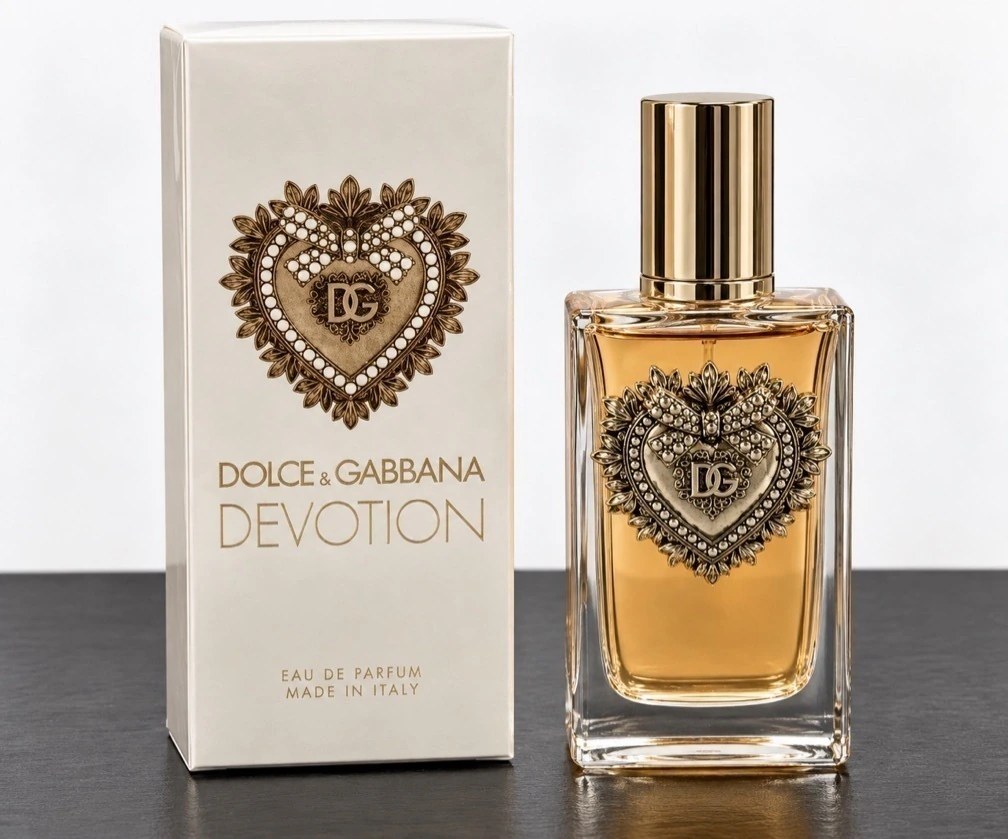 DG
DOLCE & GABBANA
DEVOTION
EAU DE PARFUM
MADE IN ITALY
DG